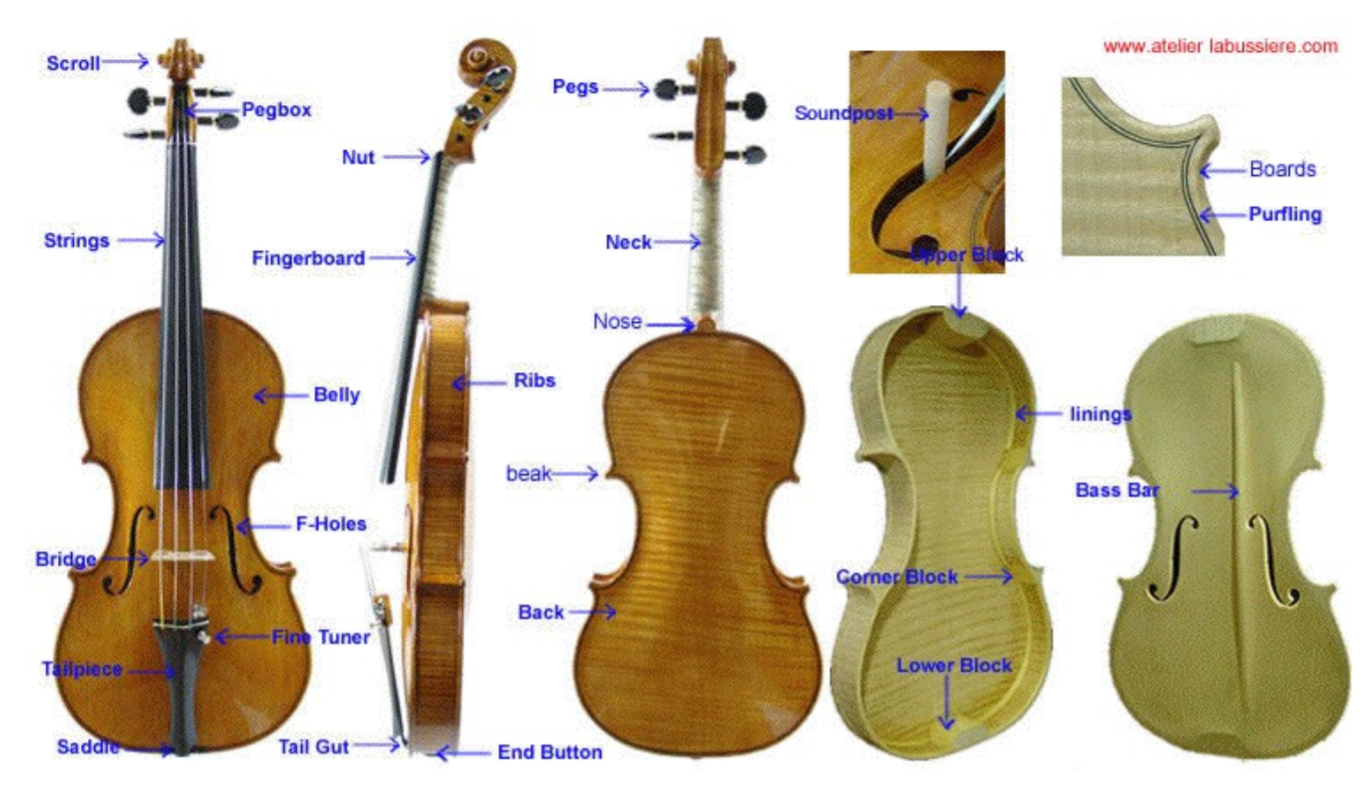 www.atelier labussiere.com
Scroll
Pegbox
Strings
Belly
F-Holes
Bridge
Fine Tuner
Tailpiece
Saddle
Nut
Fingerboard
Ribs
Tail Gut
End Button
Pegs
Neck
Nose
beak
Back
Soundpost
Boards
Purfling
Upper Block
linings
Corner Block
Lower Block
Bass Bar